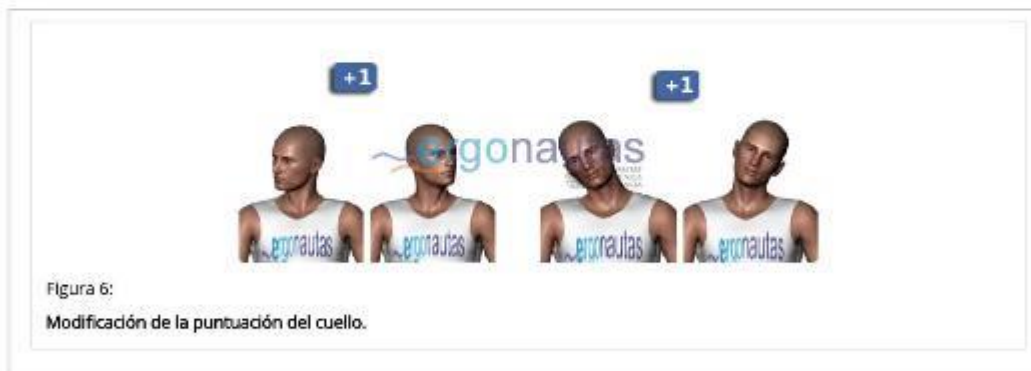 +1
+1
ergonautas
ergonautas
ergonautas
ergonautas
ergonautas
Figura 6:
Modificación de la puntuación del cuello.